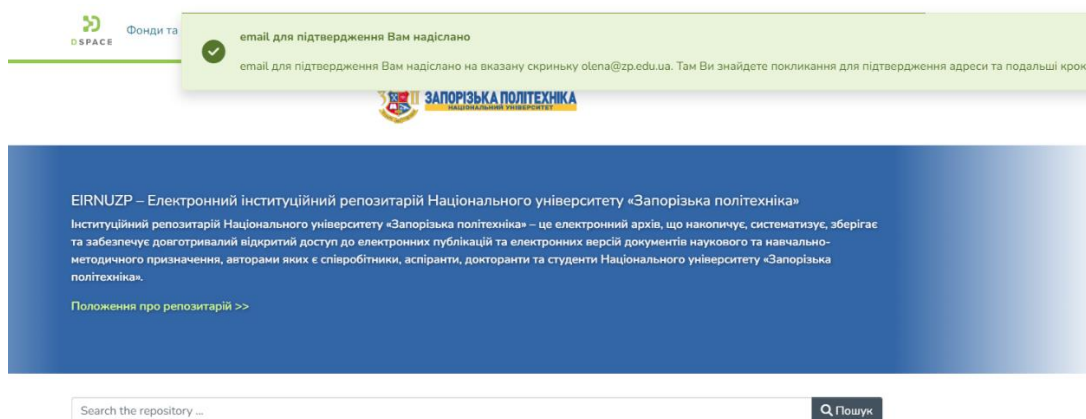 DSPACE
Фонди та
email для підтвердження Вам надіслано
email для підтвердження Вам надіслано на вказану скриньку olena@zp.edu.ua. Там Ви знайдете покликання для підтвердження адреси та подальші крок
ЗАПОРІЗЬКА ПОЛІТЕХНІКА
НАЦІОНАЛЬНИЙ УНІВЕРСИТЕТ
EIRNUZP – Електронний інституційний репозитарій Національного університету «Запорізька політехніка»
Інституційний репозитарій Національного університету «Запорізька політехніка» – це електронний архів, що накопичує, систематизує, зберігає
та забезпечує довготривалий відкритий доступ до електронних публікацій та електронних версій документів наукового та навчально-
методичного призначення, авторами яких є співробітники, аспіранти, докторанти та студенти Національного університету «Запорізька
політехніка».
Положення про репозитарій >>
Search the repository ...
Пошук